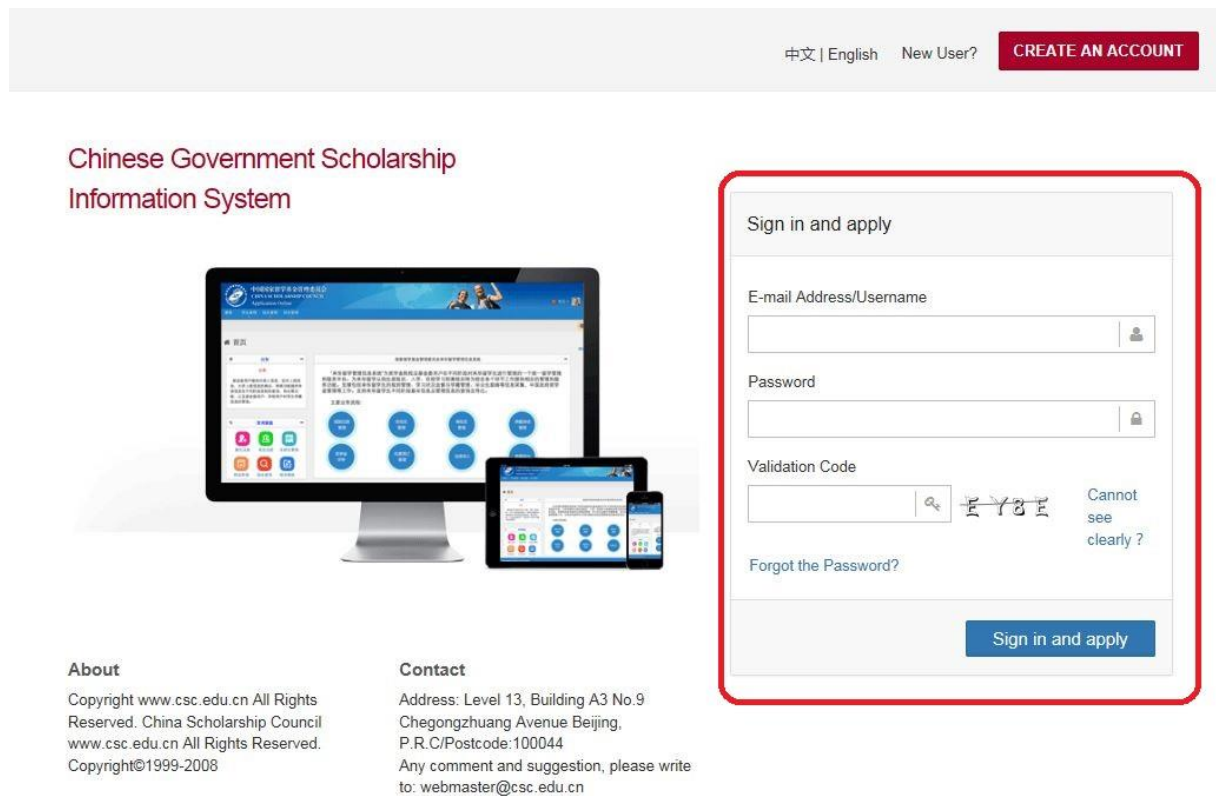 中文 | English New User? CREATE AN ACCOUNT
Chinese Government Scholarship
Information System
Sign in and apply
E-mail Address/Username
Password
Validation Code
E Y8E
Cannot
see
clearly ?
Forgot the Password?
Sign in and apply
About
Copyright www.csc.edu.cn All Rights
Reserved. China Scholarship Council
www.csc.edu.cn All Rights Reserved.
Copyright©1999-2008
Contact
Address: Level 13, Building A3 No.9
Chegongzhuang Avenue Beijing,
P.R.C/Postcode:100044
Any comment and suggestion, please write
to: webmaster@csc.edu.cn